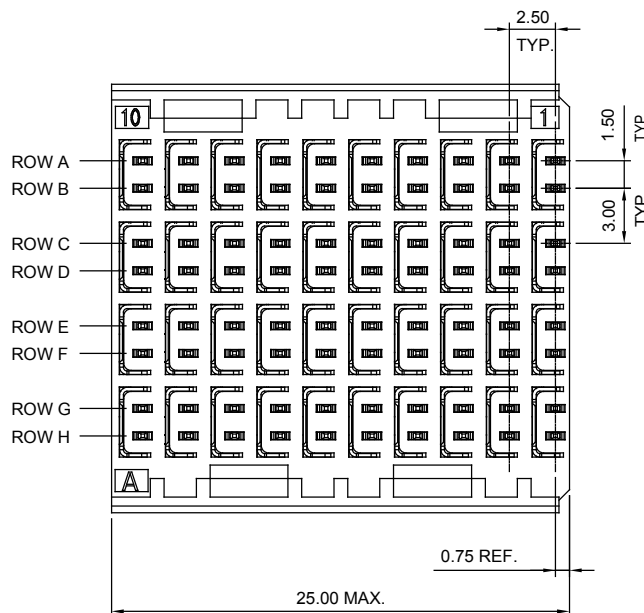 2.50
TYP.
10
1
1.50
TYP.
ROW A
ROW B
3.00
TYP.
ROW C
ROW D
ROW E
ROW F
ROW G
ROW H
A
0.75 REF.
25.00 MAX.